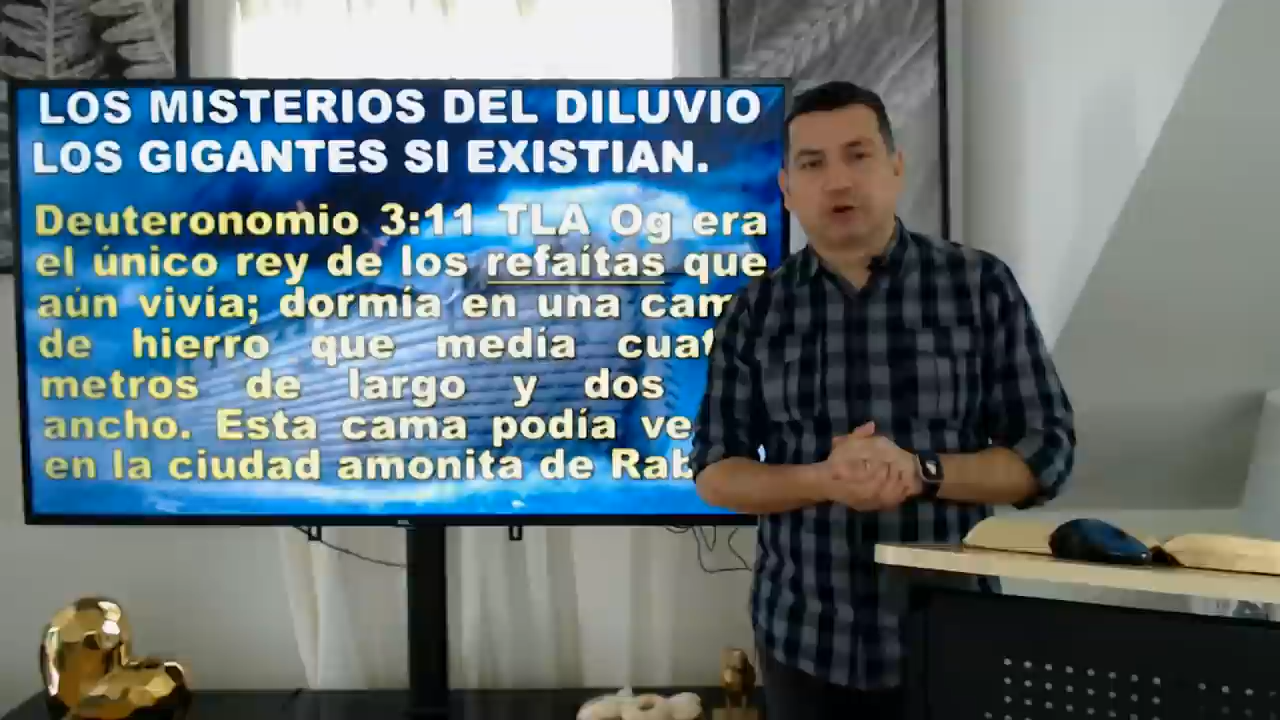 LOS MISTERIOS DEL DILUVIO
LOS GIGANTES SI EXISTIAN.
Deuteronomio 3:11 TLA Og era
el único rey de los refaítas que
aún vivía; dormía en una
de hierro que medía
metros de largo y dos
ancho. Esta cama podía
en la ciudad amonita de